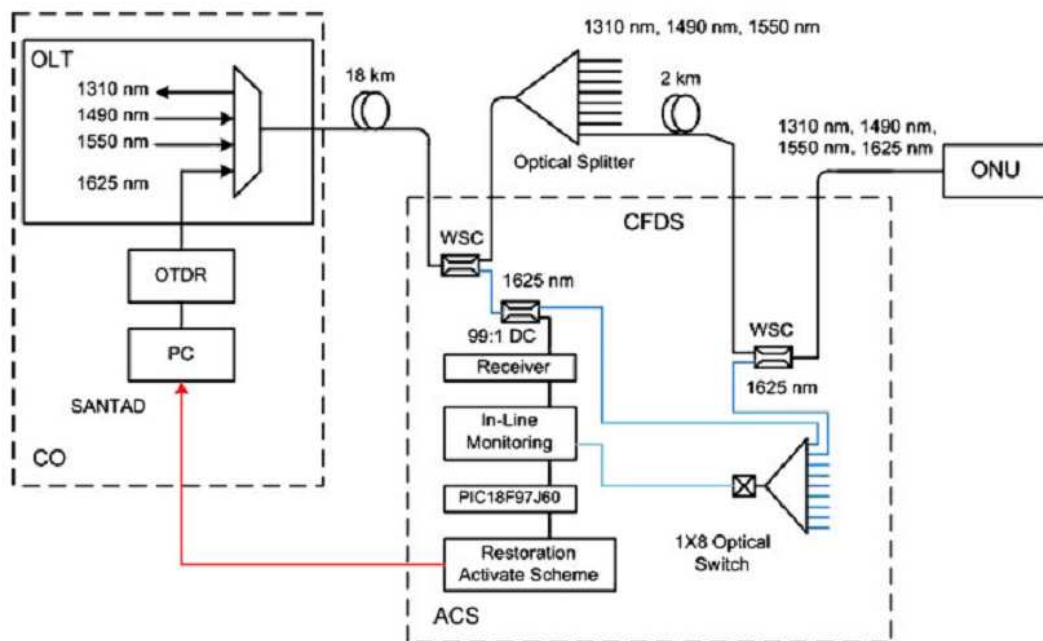 OLT
1310 nm
1490 nm
1550 nm
1625 nm
OTDR
PC
SANTAD
CO
18 km
1310 nm, 1490 nm, 1550 nm
Optical Splitter
2 km
1310 nm, 1490 nm,
1550 nm, 1625 nm
ONU
CFDS
WSC
1625 nm
99:1 DC
Receiver
In-Line
Monitoring
PIC18F97J60
Restoration
Activate Scheme
ACS
WSC
1625 nm
1X8 Optical
Switch